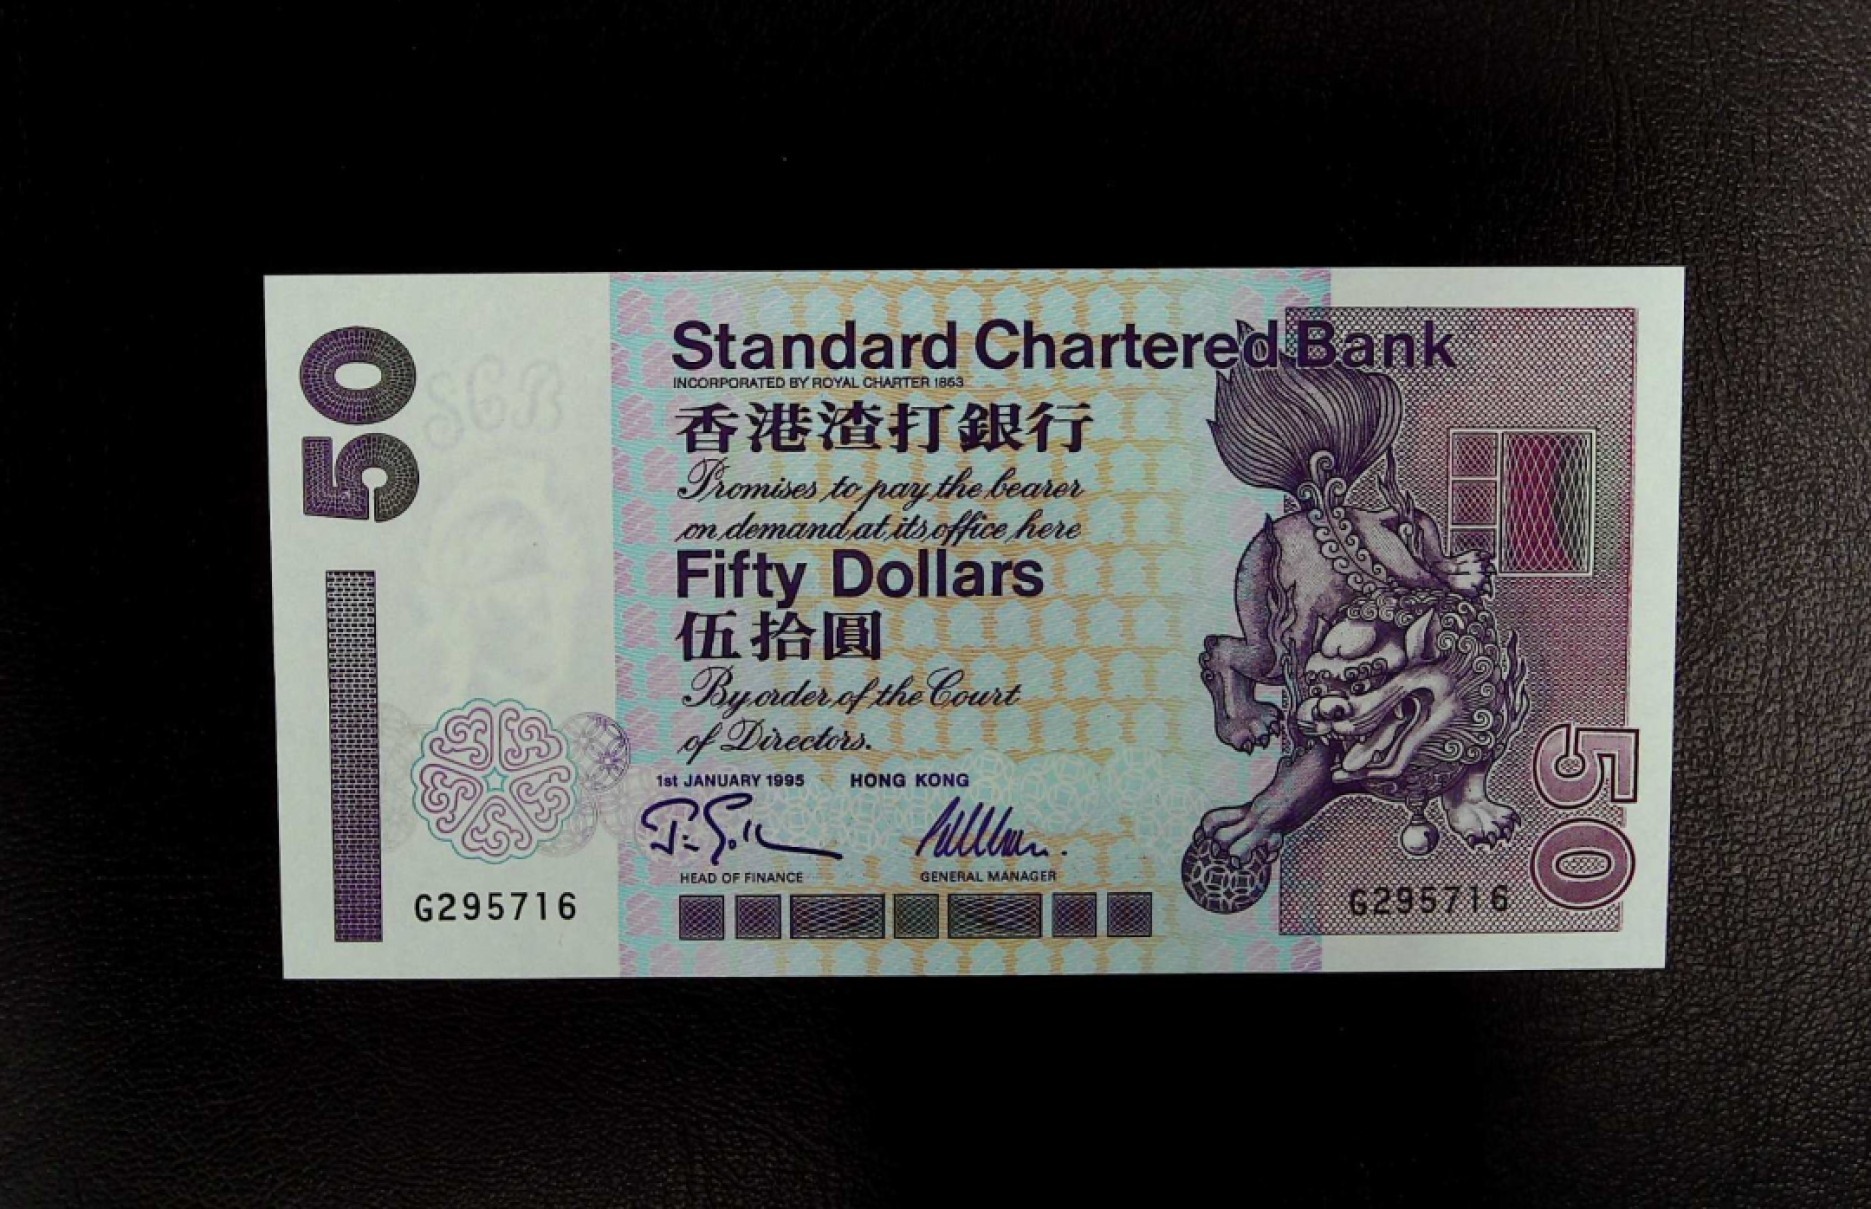 50
Standard Chartered Bank
INCORPORATED BY ROYAL CHARTER 1853
香港渣打銀行
Promises to pay the bearer
on demand at its office here
Fifty Dollars
伍拾圓
By order of the Court
of Directors.
1st JANUARY 1995 HONG KONG
HEAD OF FINANCE GENERAL MANAGER
G295716
G295716
50